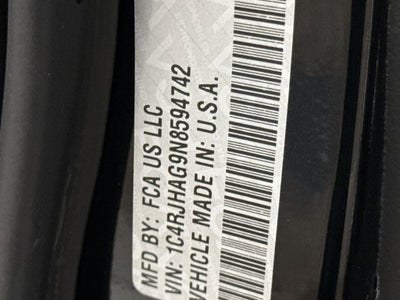 MFD BY: FCA US LLC
VIN: 1C4RJHAG9N8594742
VEHICLE MADE IN: U.S.A.